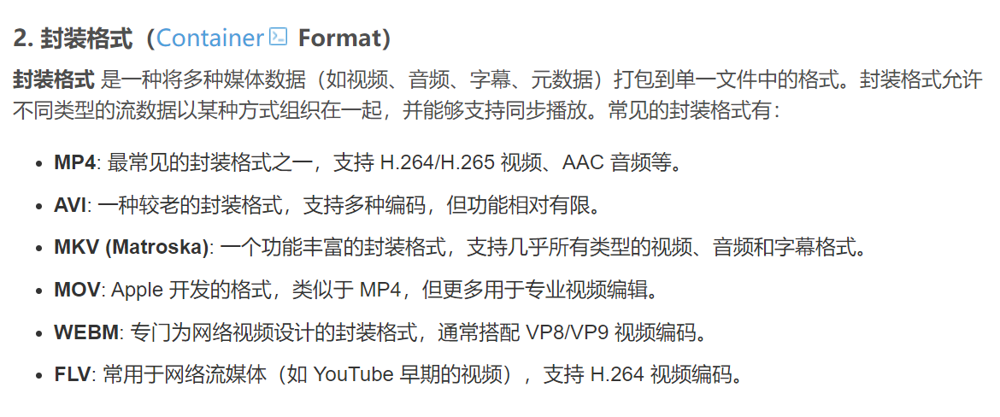 2. 封装格式（Container Format）
封装格式 是一种将多种媒体数据（如视频、音频、字幕、元数据）打包到单一文件中的格式。封装格式允许
不同类型的流数据以某种方式组织在一起，并能够支持同步播放。常见的封装格式有：
• MP4: 最常见的封装格式之一，支持 H.264/H.265 视频、AAC 音频等。
• AVI: 一种较老的封装格式，支持多种编码，但功能相对有限。
• MKV (Matroska): 一个功能丰富的封装格式，支持几乎所有类型的视频、音频和字幕格式。
• MOV: Apple 开发的格式，类似于 MP4，但更多用于专业视频编辑。
• WEBM: 专门为网络视频设计的封装格式，通常搭配 VP8/VP9 视频编码。
• FLV: 常用于网络流媒体（如 YouTube 早期的视频），支持 H.264 视频编码。